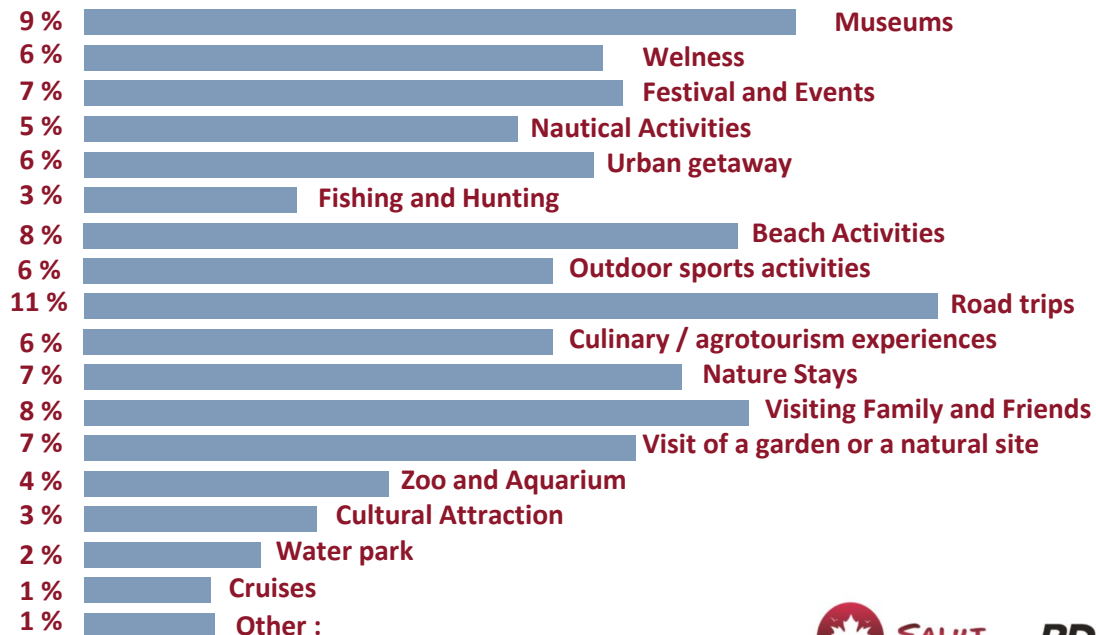 9 % Museums
6 % Welness
7 % Festival and Events
5 % Nautical Activities
6 % Urban getaway
3 % Fishing and Hunting
8 % Beach Activities
6 % Outdoor sports activities
11 % Road trips
6 % Culinary / agrotourism experiences
7 % Nature Stays
8 % Visiting Family and Friends
7 % Visit of a garden or a natural site
4 % Zoo and Aquarium
3 % Cultural Attraction
2 % Water park
1 % Cruises
1 % Other :